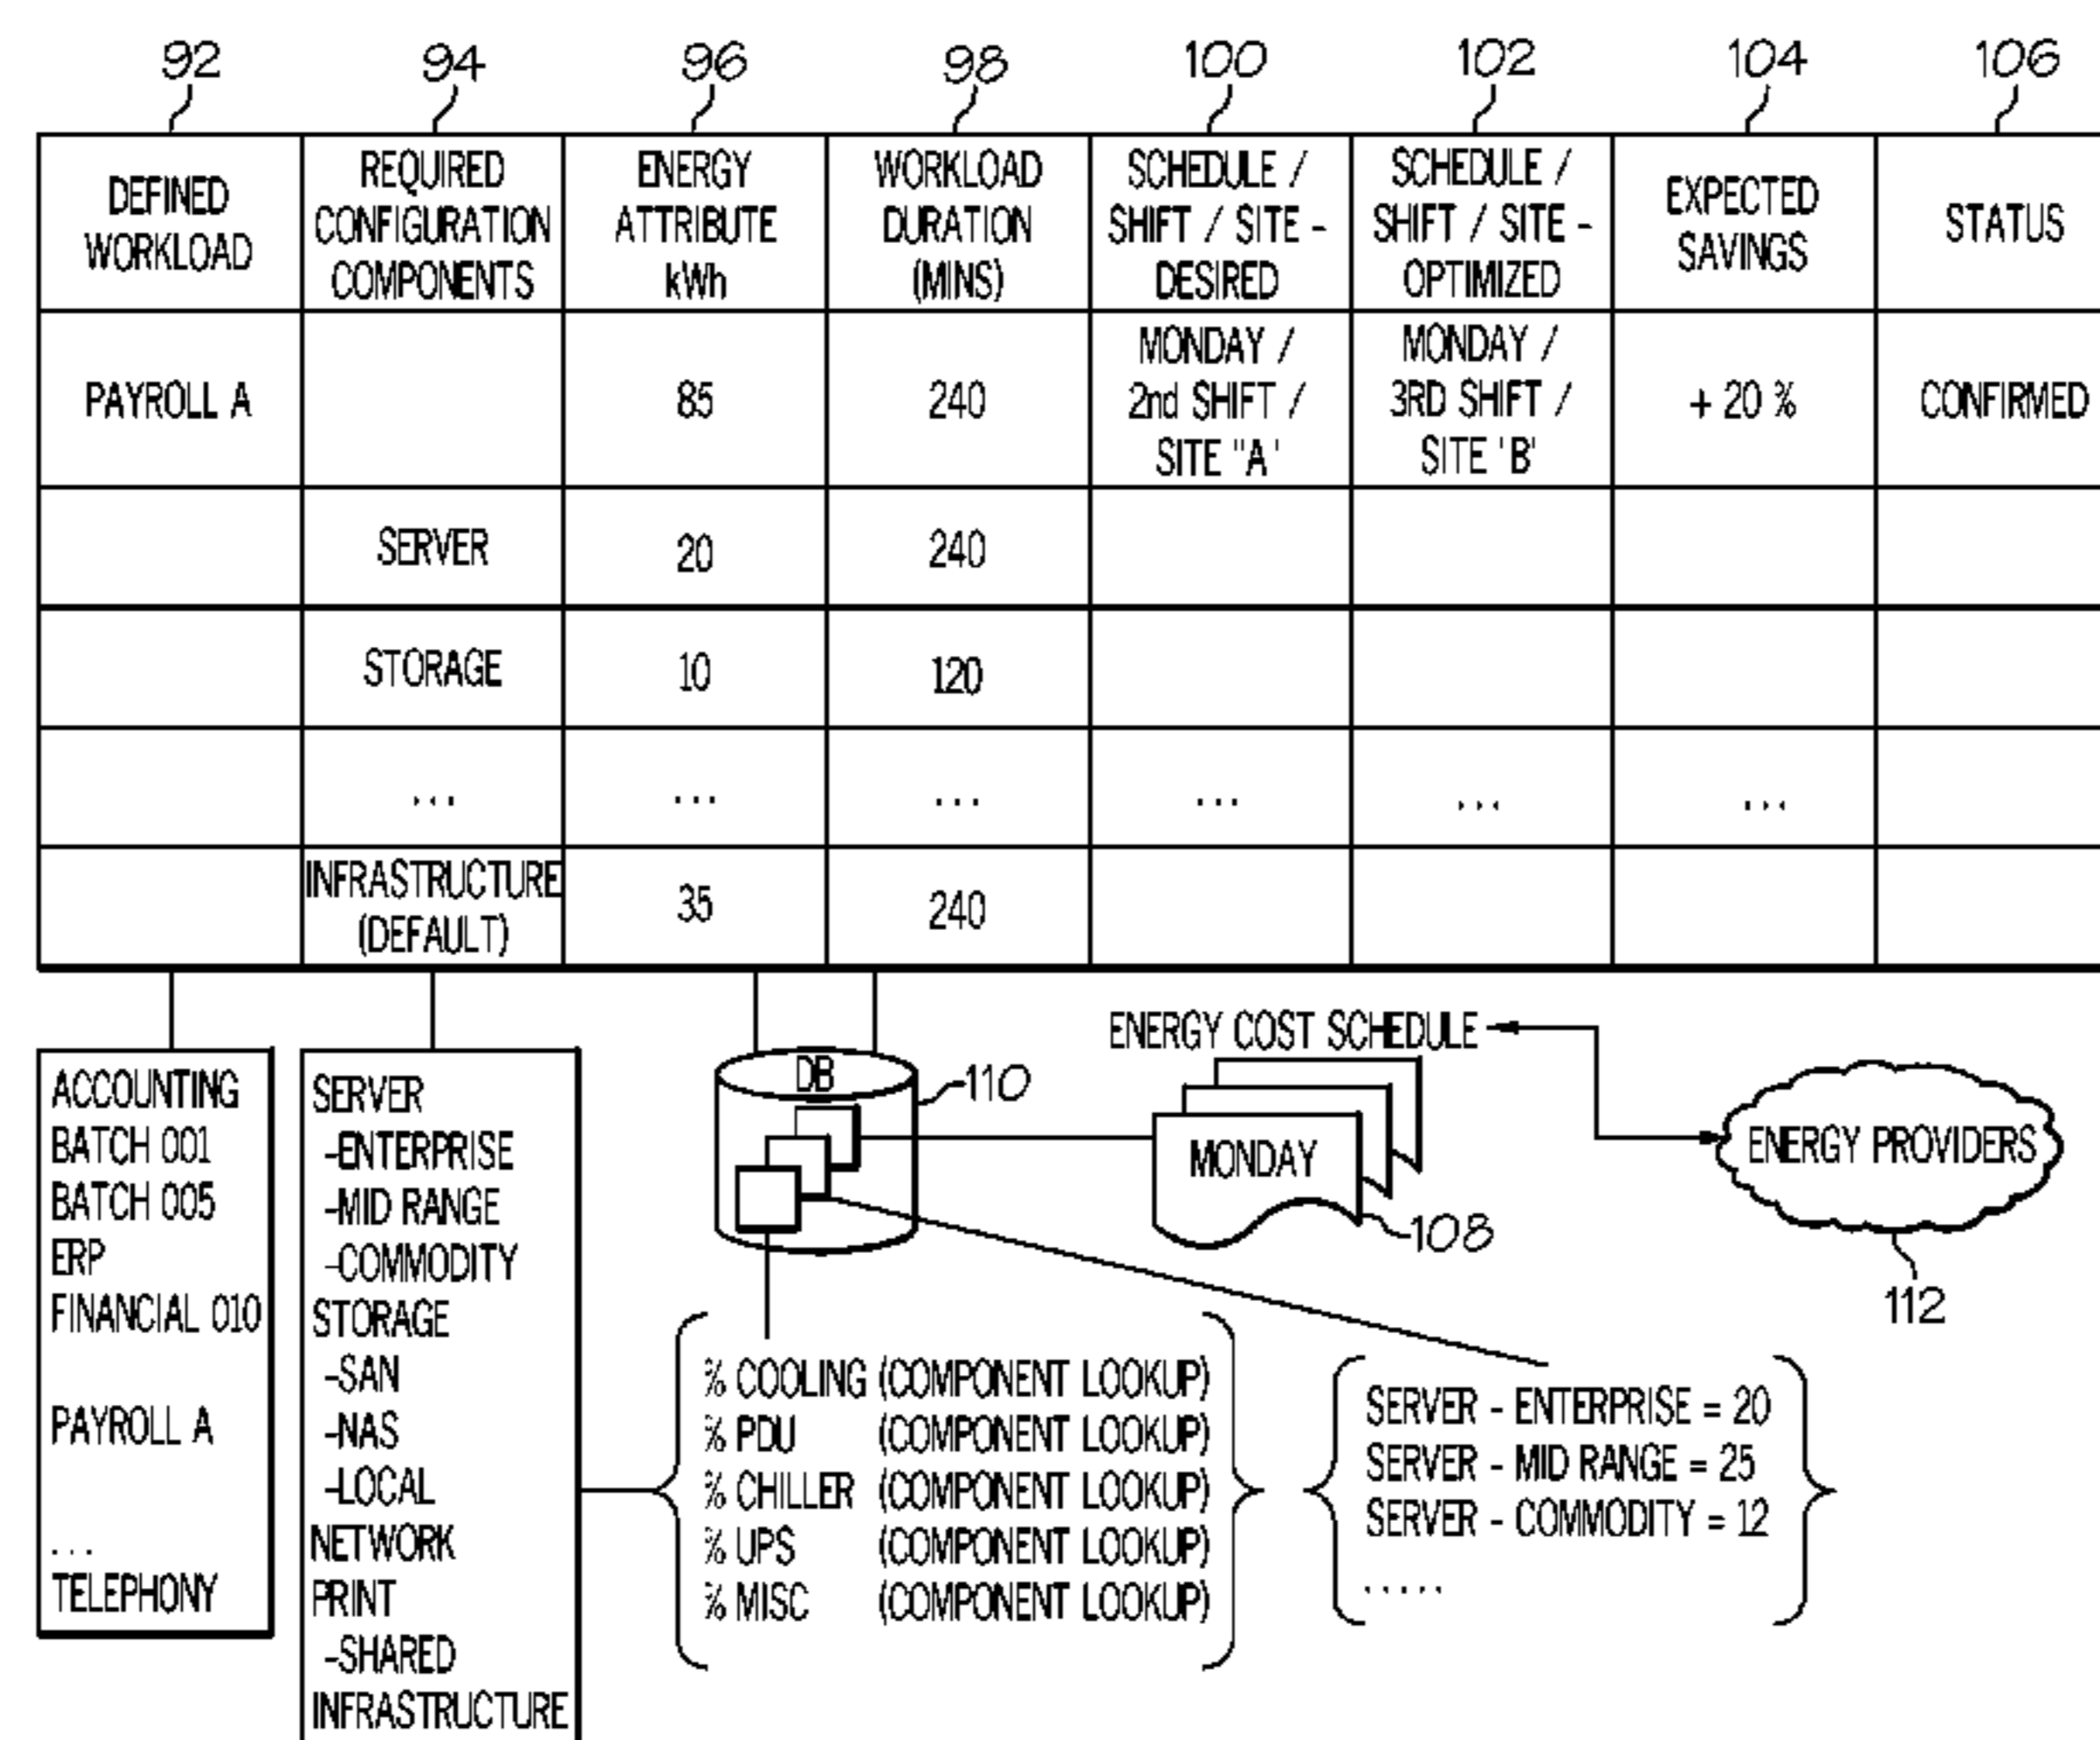 92 94 96 98 100 102 104 106
DEFINED WORKLOAD
REQUIRED CONFIGURATION COMPONENTS
ENERGY ATTRIBUTE kWh
WORKLOAD DURATION (MINS)
SCHEDULE / SHIFT / SITE - DESIRED
SCHEDULE / SHIFT / SITE - OPTIMIZED
EXPECTED SAVINGS
STATUS
PAYROLL A
85
240
MONDAY / 2nd SHIFT / SITE "A'
MONDAY / 3RD SHIFT / SITE 'B'
+ 20 %
CONFIRMED
SERVER 20 240
STORAGE 10 120
... ... ... ... ... ...
INFRASTRUCTURE (DEFAULT) 35 240
ACCOUNTING
BATCH 001
BATCH 005
ERP
FINANCIAL 010
PAYROLL A
...
TELEPHONY
SERVER
-ENTERPRISE
-MID RANGE
-COMMODITY
STORAGE
-SAN
-NAS
-LOCAL
NETWORK
PRINT
-SHARED
INFRASTRUCTURE
DB
110
ENERGY COST SCHEDULE
MONDAY
108
ENERGY PROVIDERS
112
% COOLING (COMPONENT LOOKUP)
% PDU (COMPONENT LOOKUP)
% CHILLER (COMPONENT LOOKUP)
% UPS (COMPONENT LOOKUP)
% MISC (COMPONENT LOOKUP)
SERVER - ENTERPRISE = 20
SERVER - MID RANGE = 25
SERVER - COMMODITY = 12
.....